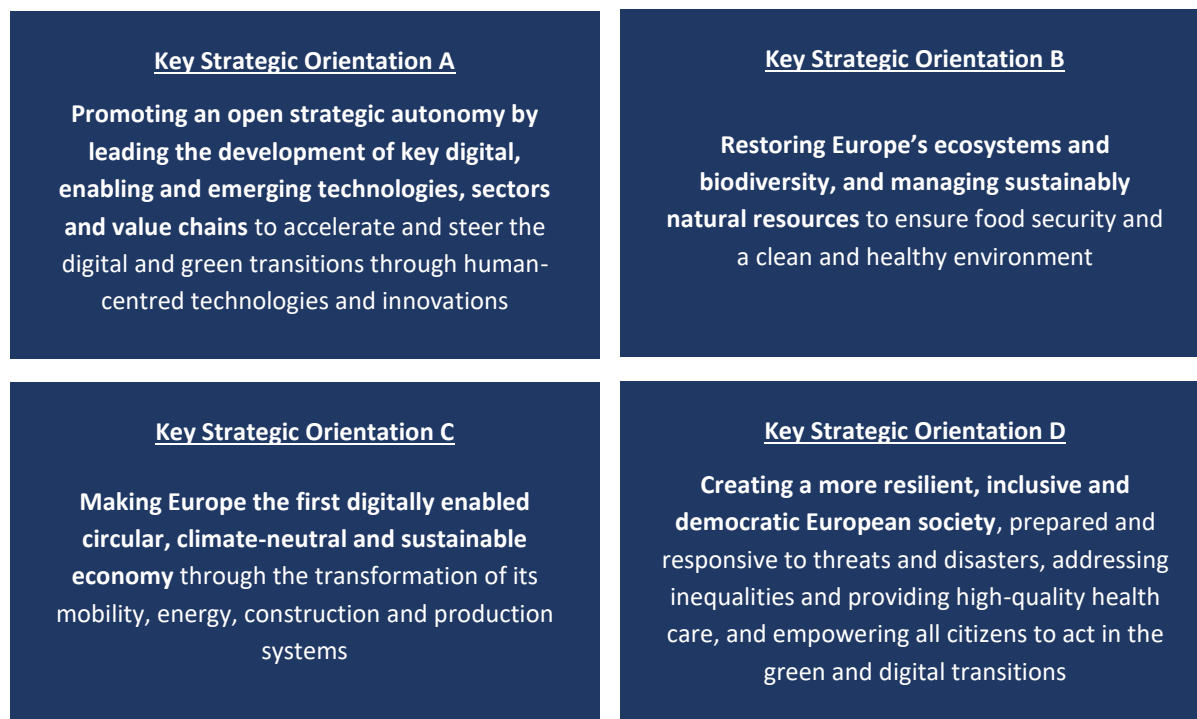 Key Strategic Orientation A
Promoting an open strategic autonomy by
leading the development of key digital,
enabling and emerging technologies, sectors
and value chains to accelerate and steer the
digital and green transitions through human-
centred technologies and innovations
Key Strategic Orientation B
Restoring Europe’s ecosystems and
biodiversity, and managing sustainably
natural resources to ensure food security and
a clean and healthy environment
Key Strategic Orientation C
Making Europe the first digitally enabled
circular, climate-neutral and sustainable
economy through the transformation of its
mobility, energy, construction and production
systems
Key Strategic Orientation D
Creating a more resilient, inclusive and
democratic European society, prepared and
responsive to threats and disasters, addressing
inequalities and providing high-quality health
care, and empowering all citizens to act in the
green and digital transitions